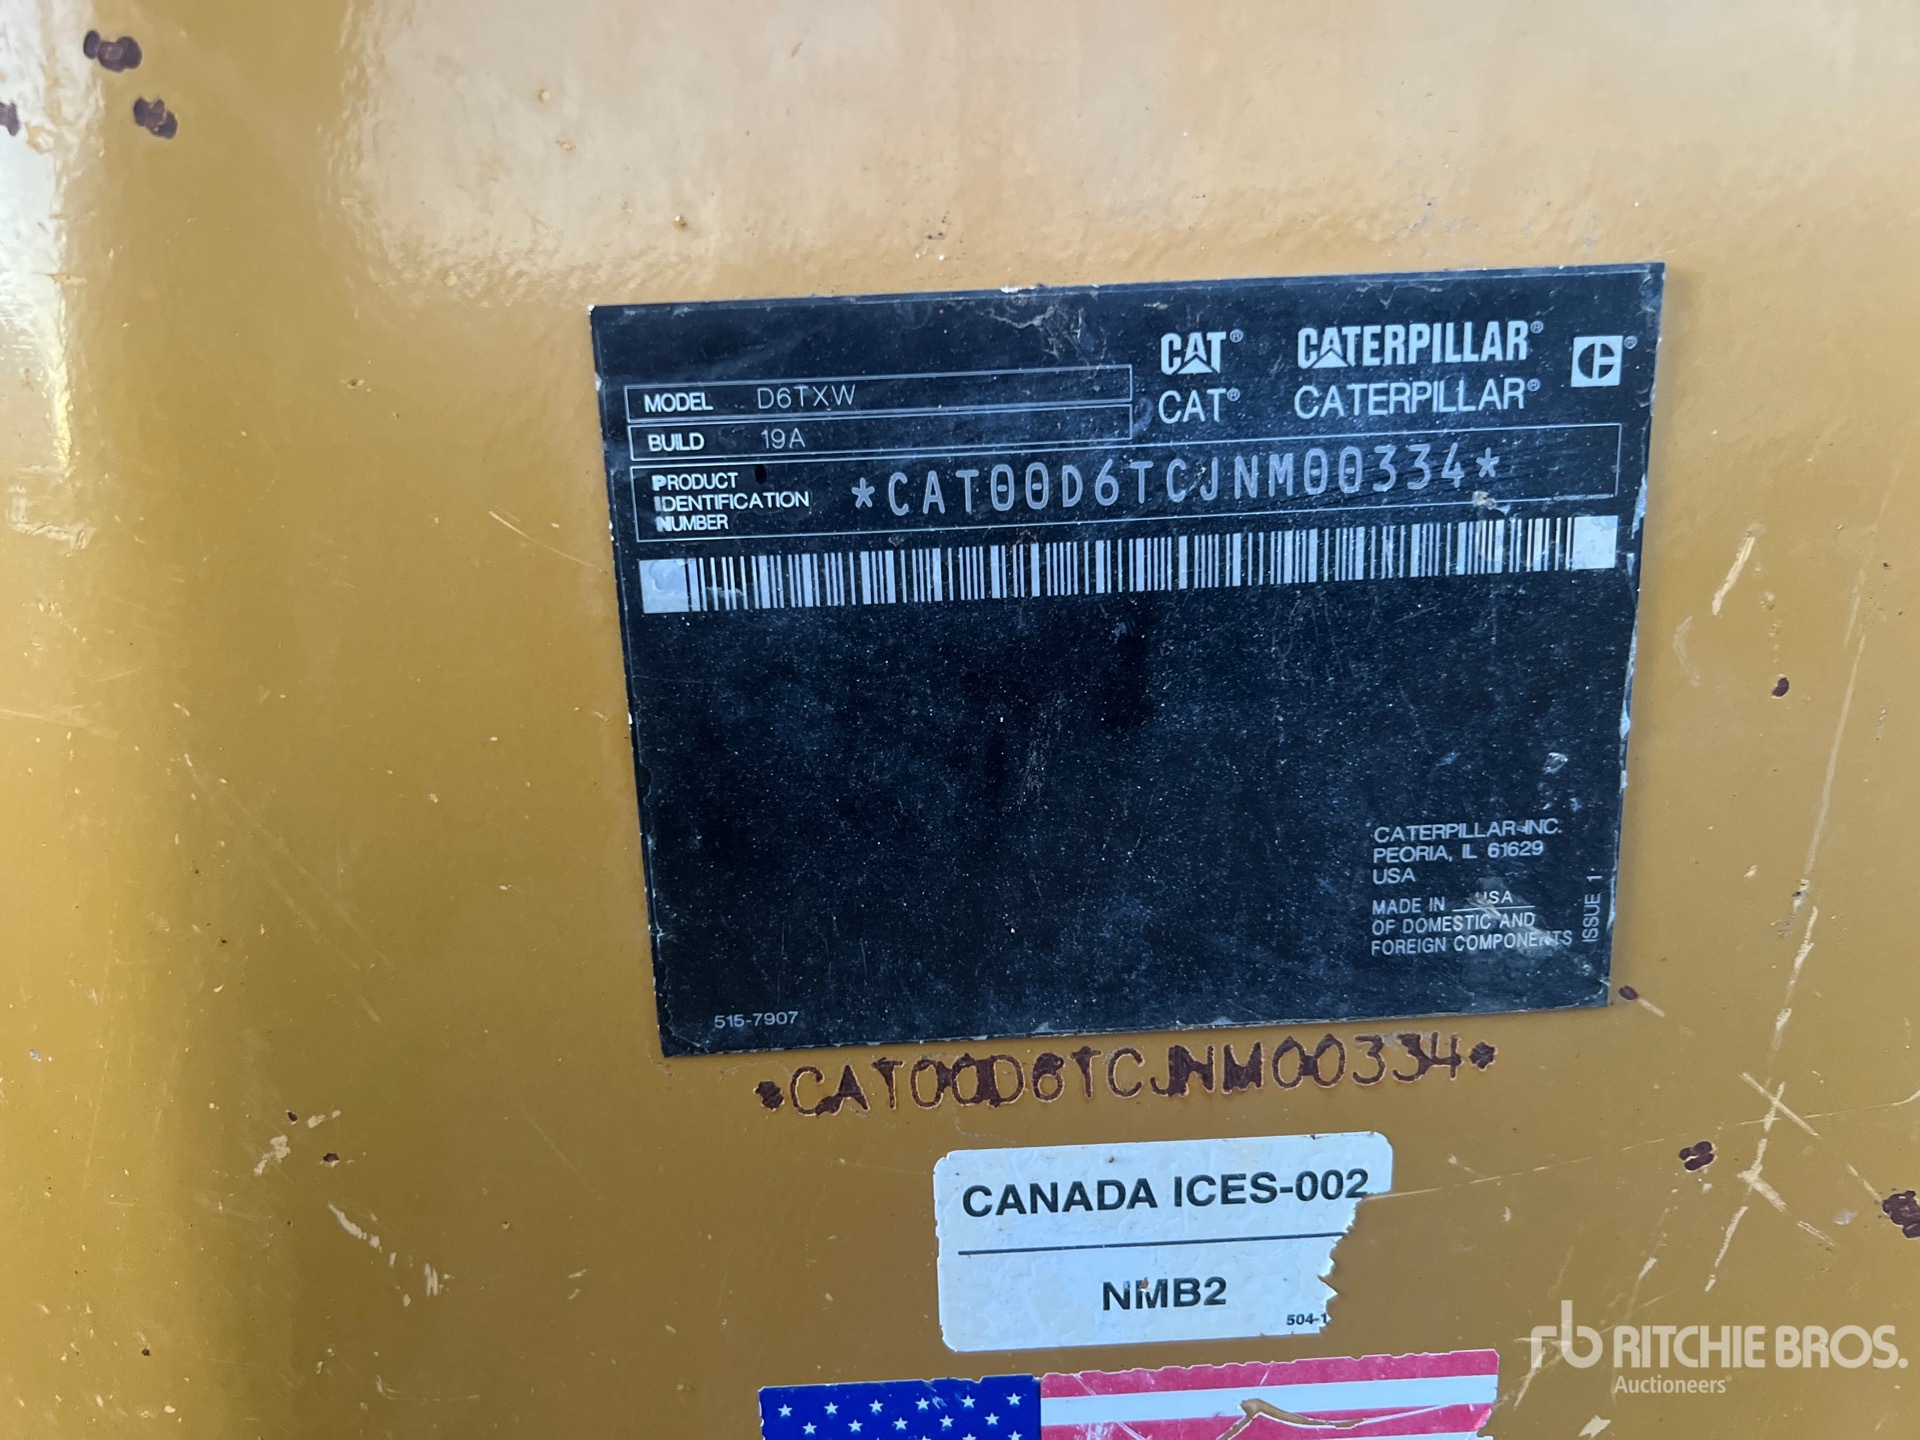 CAT® CATERPILLAR®
CAT® CATERPILLAR®
MODEL D6TXW
BUILD 19A
PRODUCT
IDENTIFICATION
NUMBER
*CAT00D6TCJNM00334*
CATERPILLAR INC.
PEORIA, IL 61629
USA
MADE IN USA
OF DOMESTIC AND
FOREIGN COMPONENTS
ISSUE 1
515-7907
*CAT00D6TCJNM00334*
CANADA ICES-002
NMB2
rb RITCHIE BROS.
Auctioneers